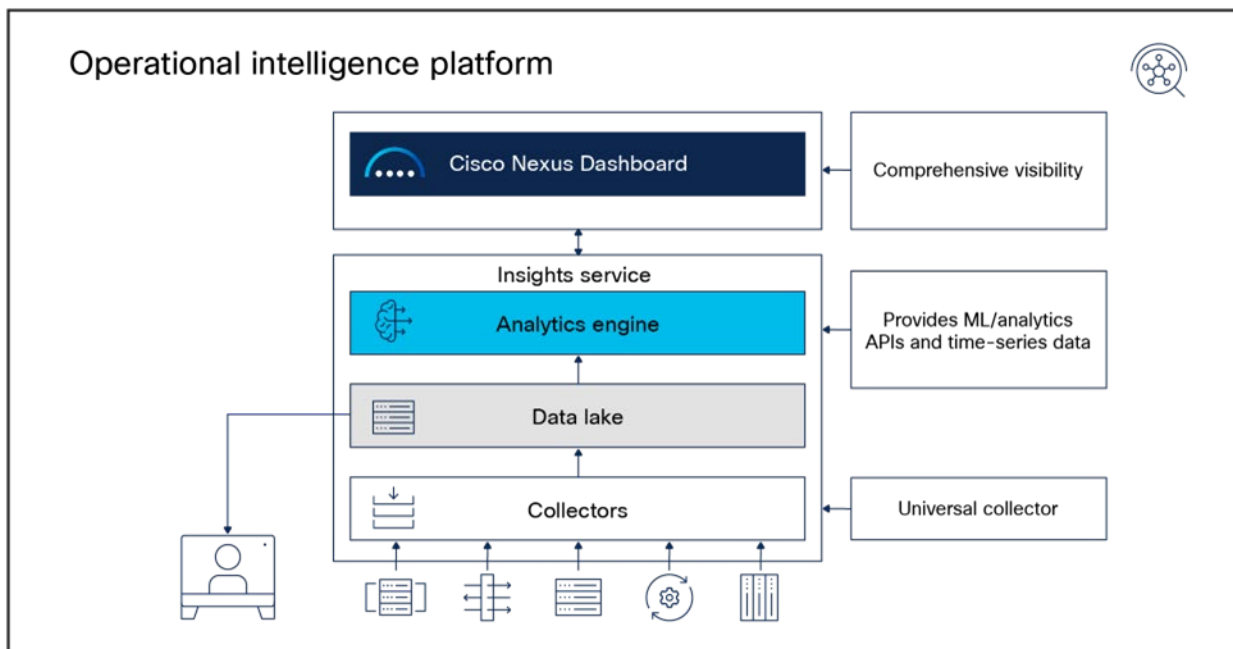 Operational intelligence platform
Cisco Nexus Dashboard
Comprehensive visibility
Insights service
Analytics engine
Provides ML/analytics
APIs and time-series data
Data lake
Collectors
Universal collector